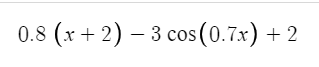 0.8 (x + 2) − 3 cos(0.7x) + 2